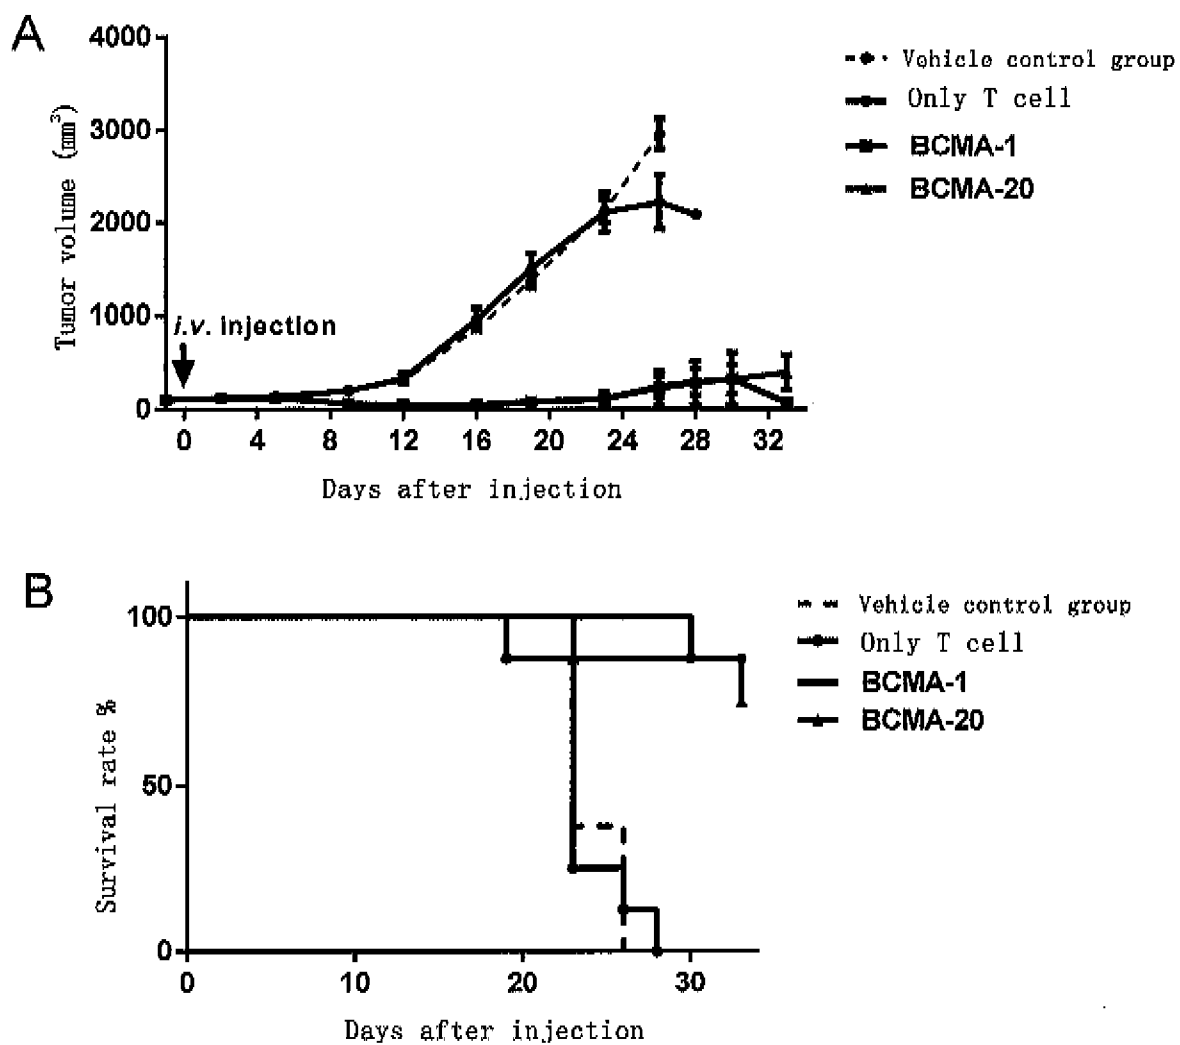 A
4000
3000
2000
1000
0
Tumor volume (mm³)
i.v. injection
0 4 8 12 16 20 24 28 32
Days after injection
Vehicle control group
Only T cell
BCMA-1
BCMA-20
B
100
50
0
Survival rate %
0 10 20 30
Days after injection
Vehicle control group
Only T cell
BCMA-1
BCMA-20